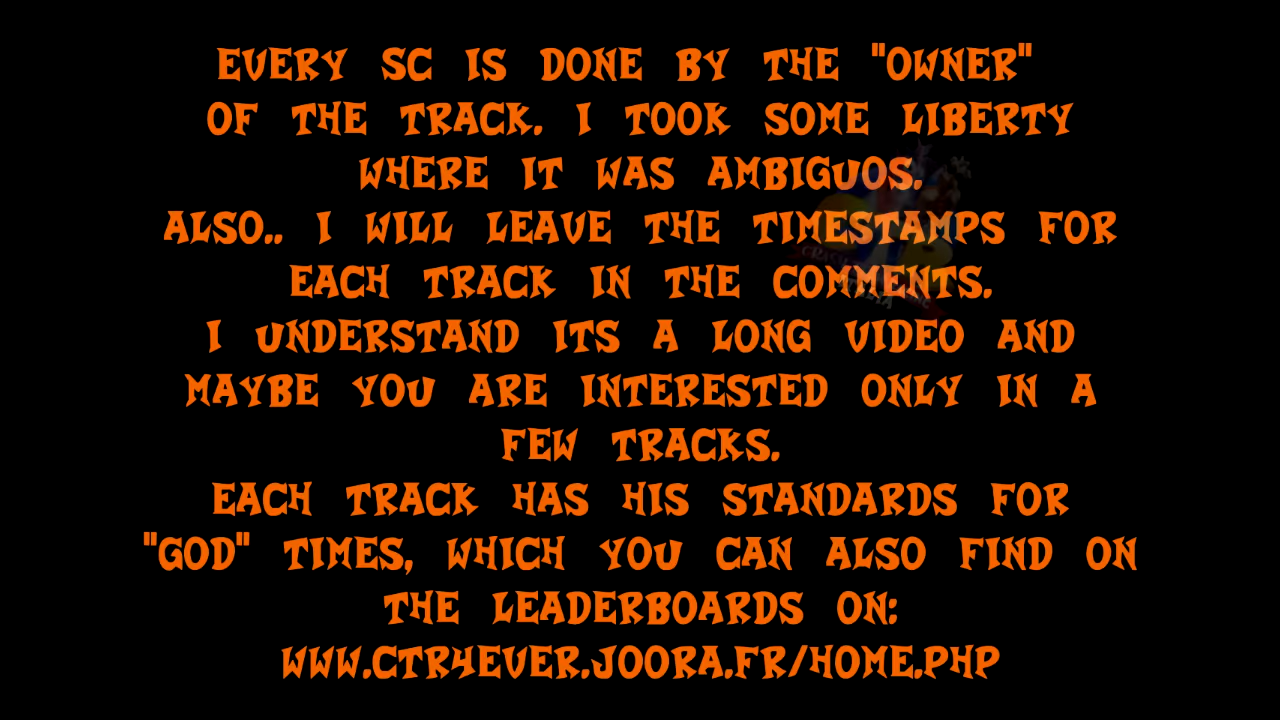 EVERY SC IS DONE BY THE "OWNER"
OF THE TRACK. I TOOK SOME LIBERTY
WHERE IT WAS AMBIGUOS.
ALSO.. I WILL LEAVE THE TIMESTAMPS FOR
EACH TRACK IN THE COMMENTS.
I UNDERSTAND ITS A LONG VIDEO AND
MAYBE YOU ARE INTERESTED ONLY IN A
FEW TRACKS.
EACH TRACK HAS HIS STANDARDS FOR
"GOD" TIMES, WHICH YOU CAN ALSO FIND ON
THE LEADERBOARDS ON:
WWW.CTR4EVER.JOORA.FR/HOME.PHP